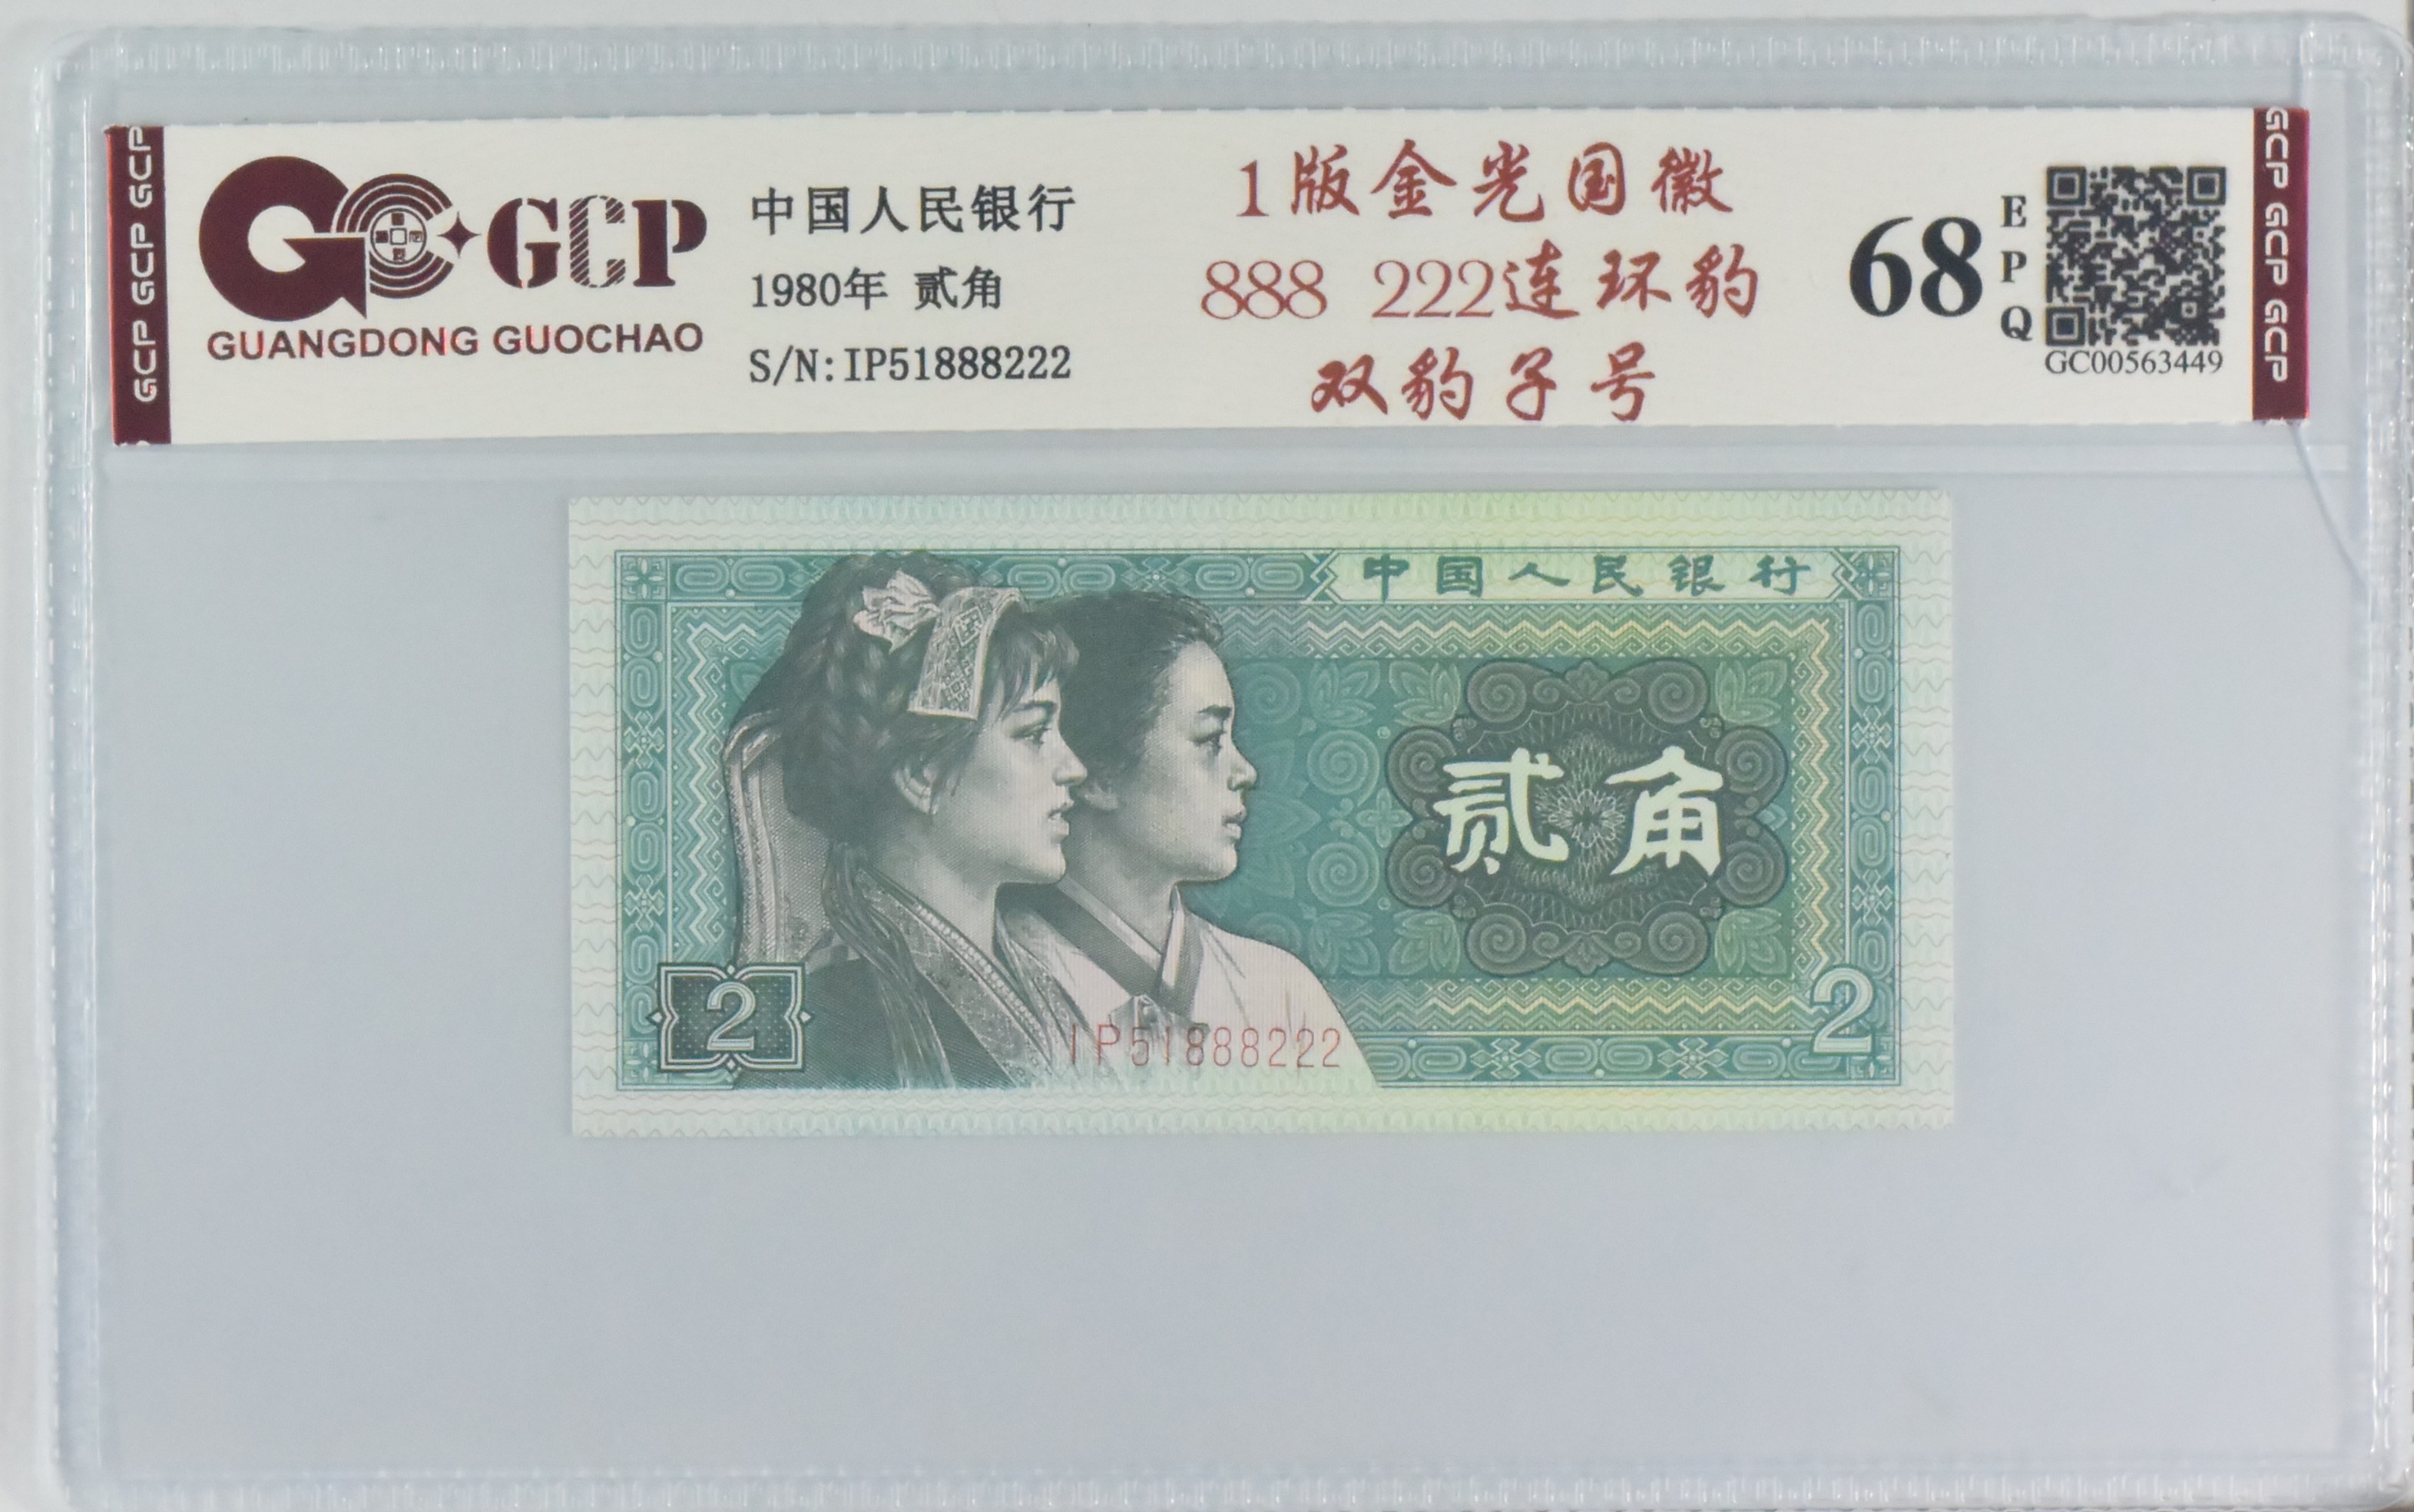 GCP GCP GCP
GCP
GUANGDONG GUOCHAO
中国人民银行
1980年 贰角
S/N:IP51888222
1版金光国徽
888 222连环豹
双豹子号
68
EPQ
GC00563449
GCP GCP GCP
中国人民银行
贰角
2
IP51888222
2